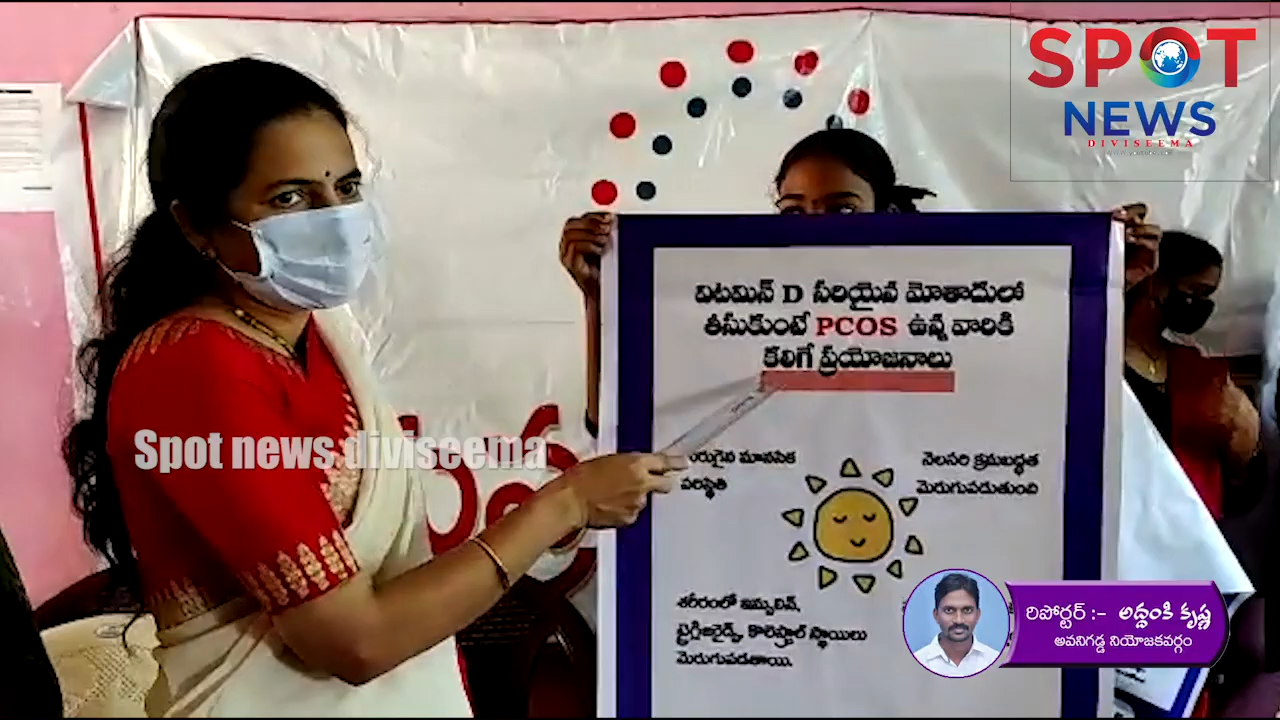 SPOT
NEWS
DIVISEEMA
విటమిన్ D సరియైన మోతాదులో
తీసుకుంటే PCOS ఉన్న వారికి
కలిగే ప్రయోజనాలు
మానసిక
పరిస్థితి
నెలసరి క్రమబద్ధత
మెరుగుపడుతుంది
Spot news diviseema
శరీరంలో ఇన్సులిన్,
ట్రైగ్లిజరైడ్స్, కొలెస్ట్రాల్ స్థాయిలు
మెరుగుపడతాయి.
రిపోర్టర్ :- అద్దంకి కృష్ణ
అవనిగడ్డ నియోజకవర్గం